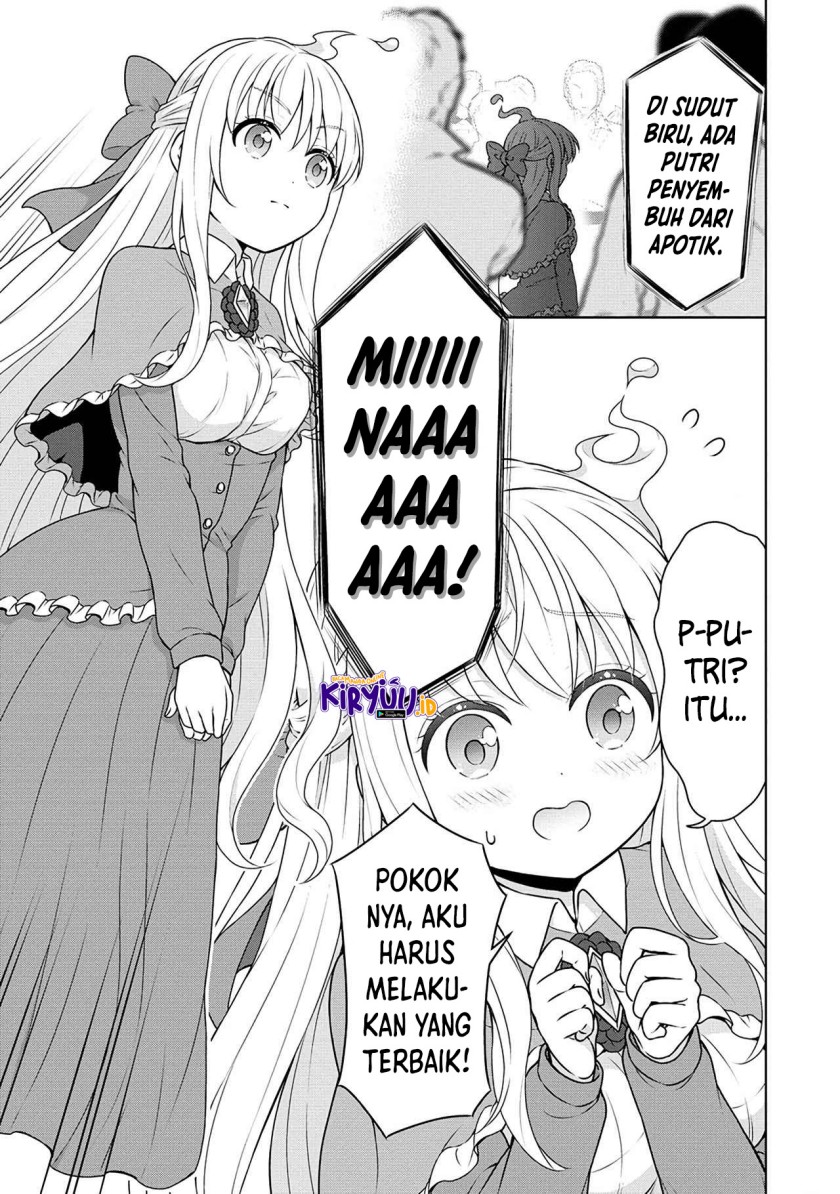 DI SUDUT
BIRU, ADA
PUTRI
PENYEM-
BUH DARI
APOTIK.
MIIIII
NAAA
AAA
AAA!
P-PU-
TRI?
ITU...
KIRYUU.ID
POKOK
NYA, AKU
HARUS
MELAKU-
KAN YANG
TERBAIK!